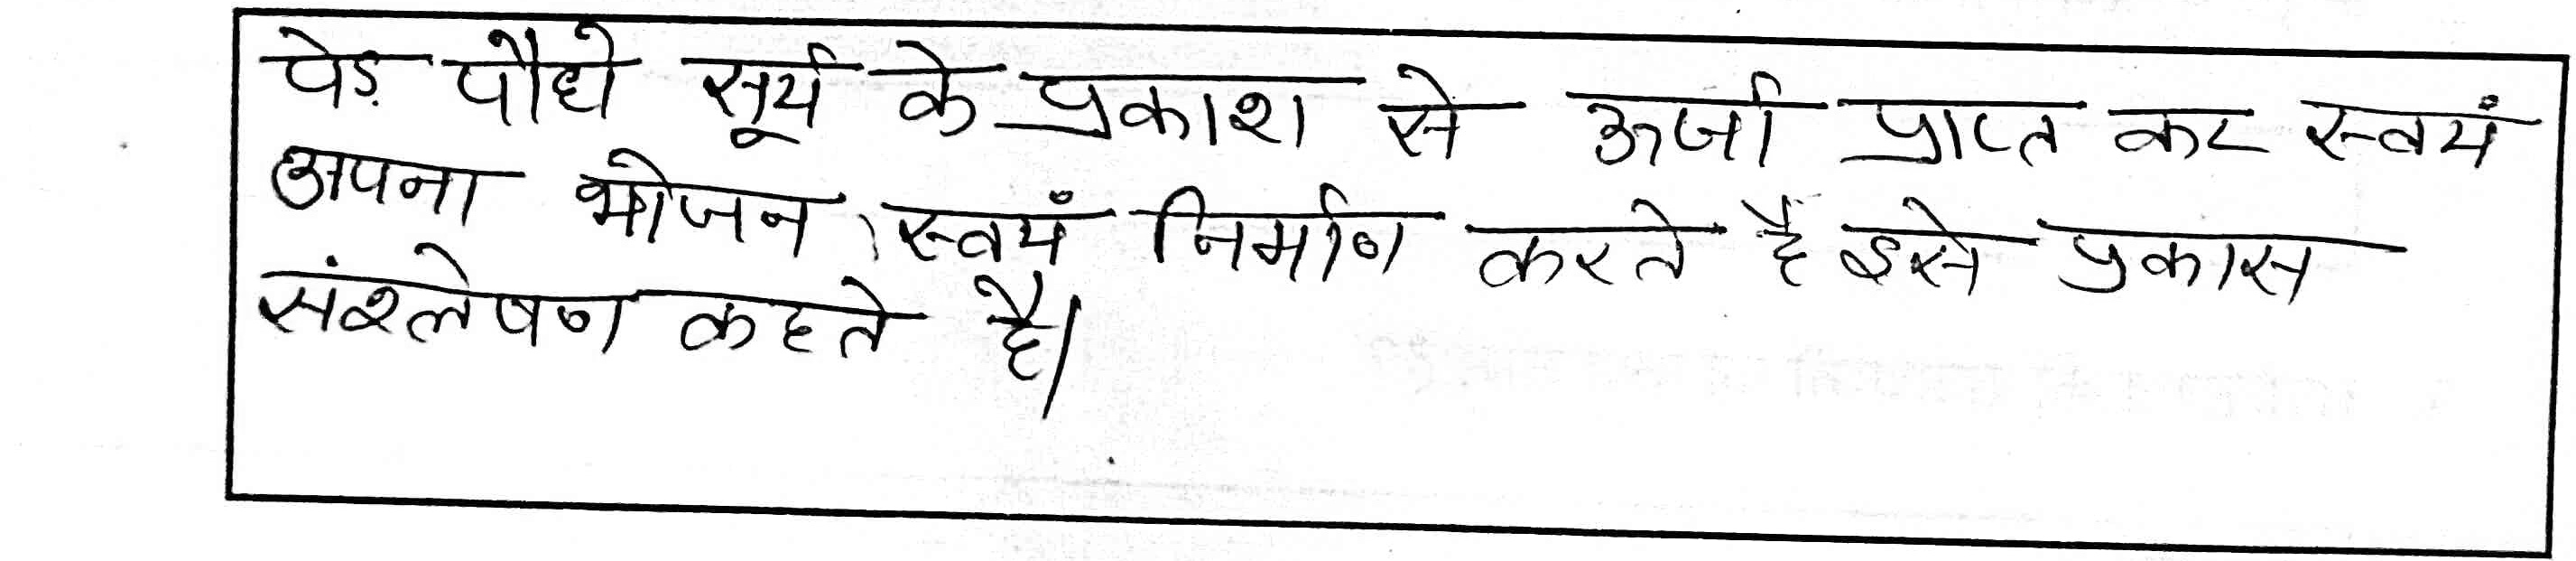 पेड़ पौधे सूर्य के प्रकाश से ऊर्जा प्राप्त कर स्वयं
अपना भोजन स्वयं निर्माण करते है इसे प्रकास
संश्लेषण कहते है।